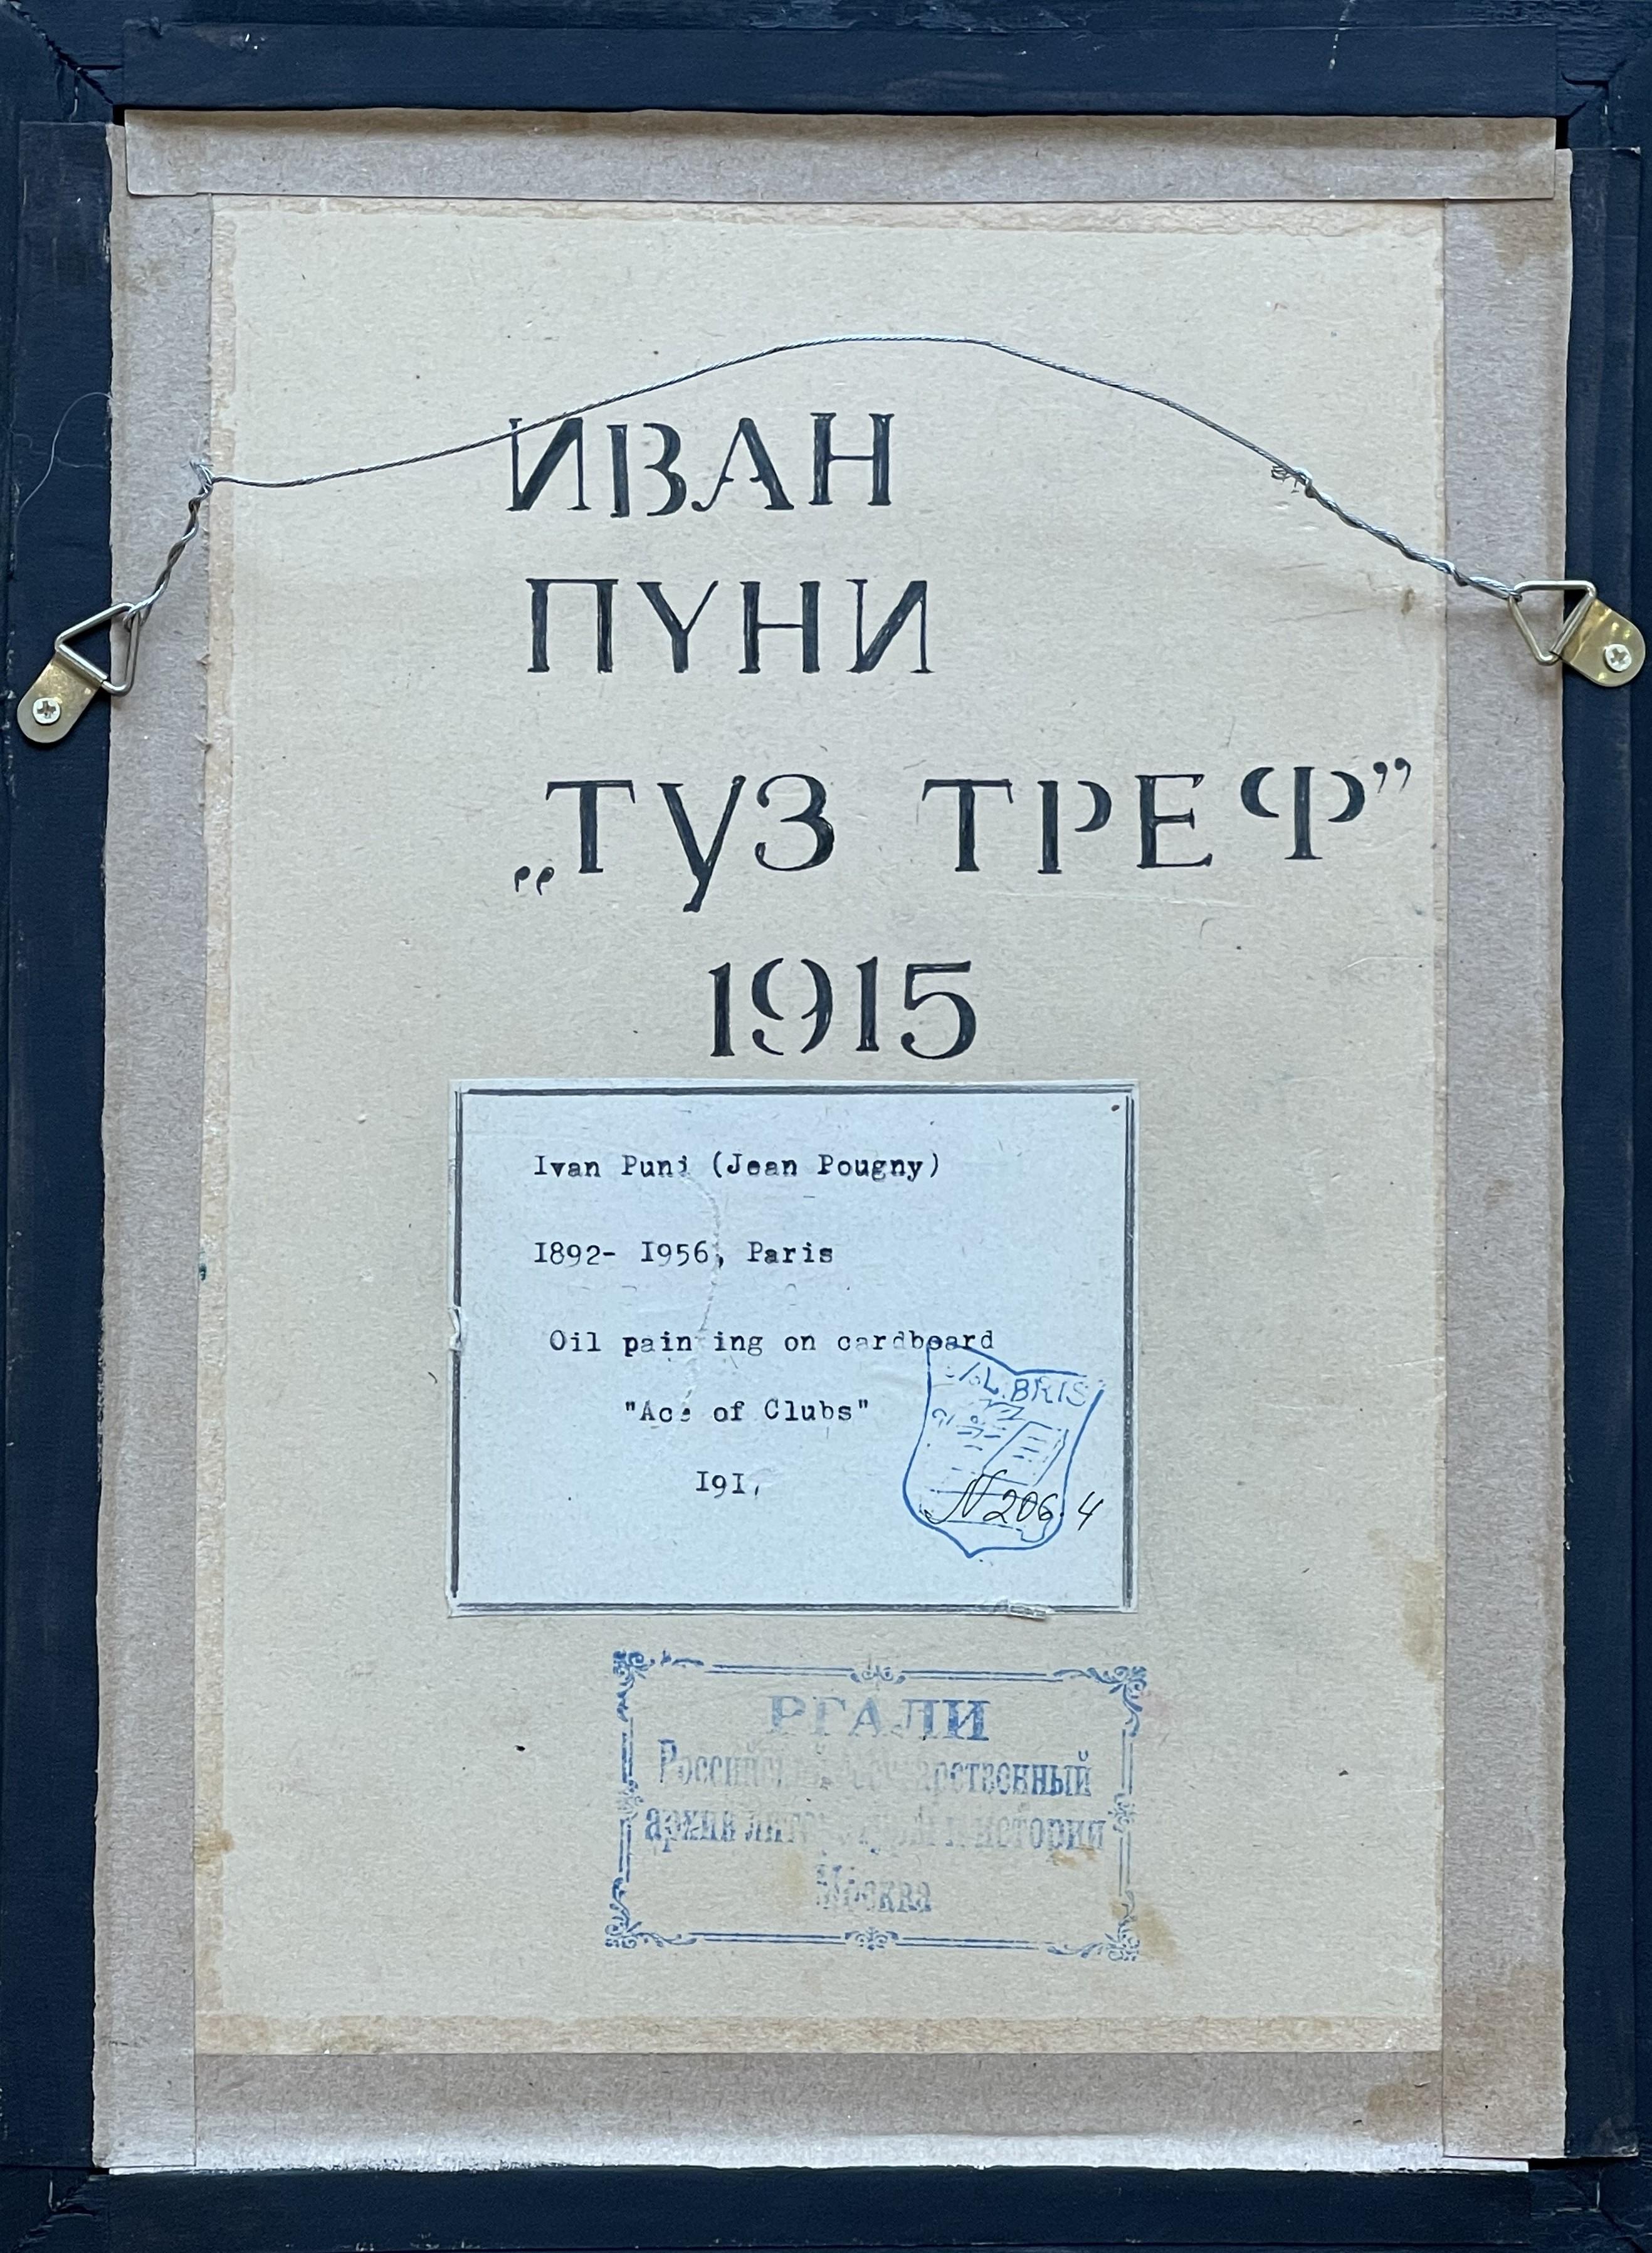 ИВАН
ПУНИ
„ТУЗ ТРЕФ”
1915
Ivan Puni (Jean Pougny)
1892- 1956, Paris
Oil painting on cardboard
"Ace of Clubs"
191
BRIS
N 206.4
РГАЛИ
Российский государственный
архив литературы и истории
Москва